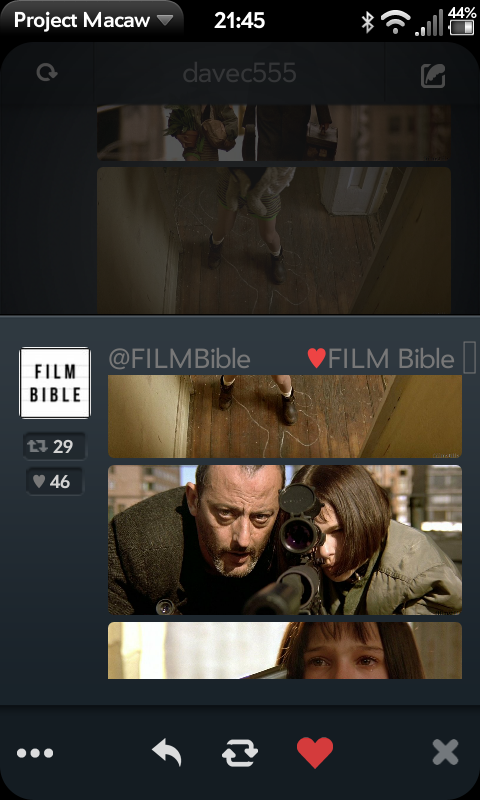 Project Macaw
21:45
44%
davec555
@FILMBible
FILM Bible
FILM
BIBLE
29
46